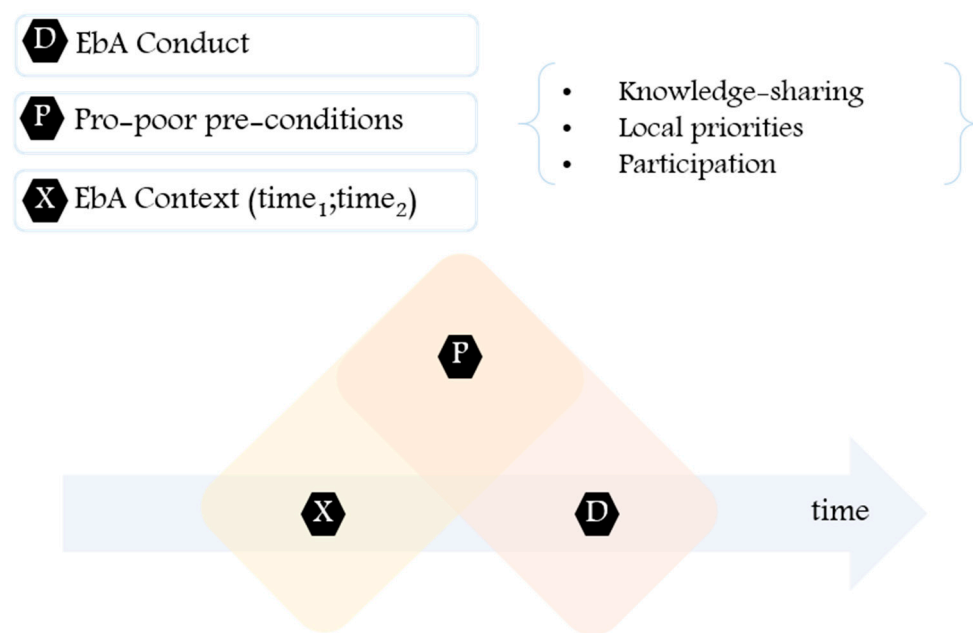 D EbA Conduct
P Pro-poor pre-conditions
X EbA Context (time₁;time₂)
• Knowledge-sharing
• Local priorities
• Participation
P
X
D
time